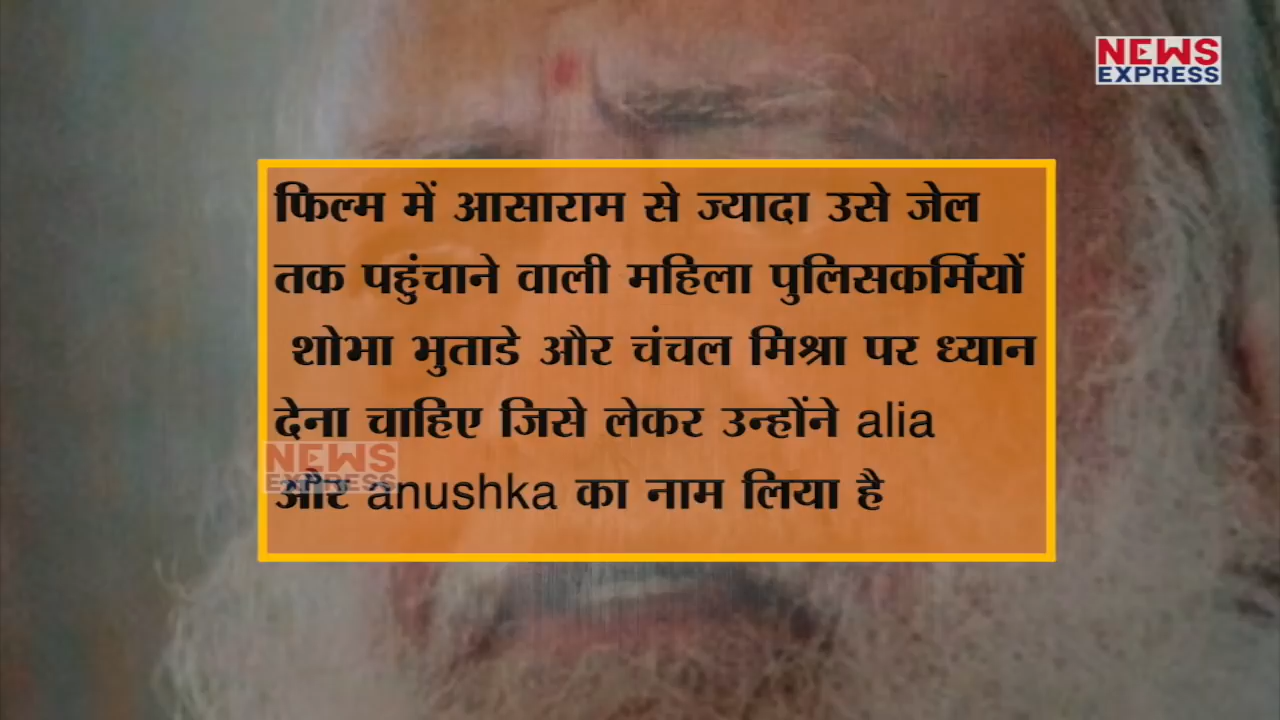 NEWS
EXPRESS
फिल्म में आसाराम से ज्यादा उसे जेल
तक पहुंचाने वाली महिला पुलिसकर्मियों
शोभा भुताडे और चंचल मिश्रा पर ध्यान
देना चाहिए जिसे लेकर उन्होंने alia
NEWS
EXPRESS
और anushka का नाम लिया है